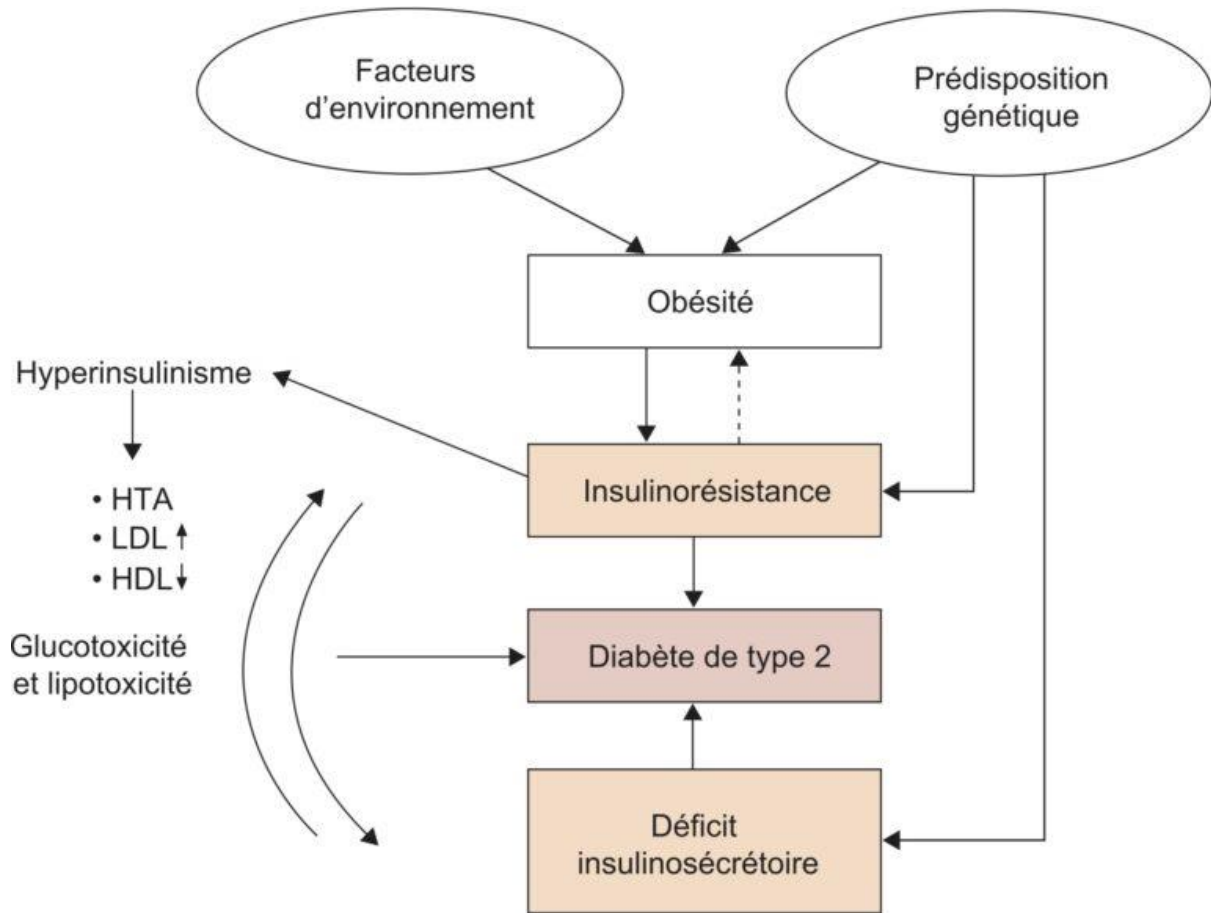 Facteurs
d'environnement
Prédisposition
génétique
Obésité
Hyperinsulinisme
Insulinorésistance
• HTA
• LDL ↑
• HDL ↓
Glucotoxicité
et lipotoxicité
Diabète de type 2
Déficit
insulinosécrétoire